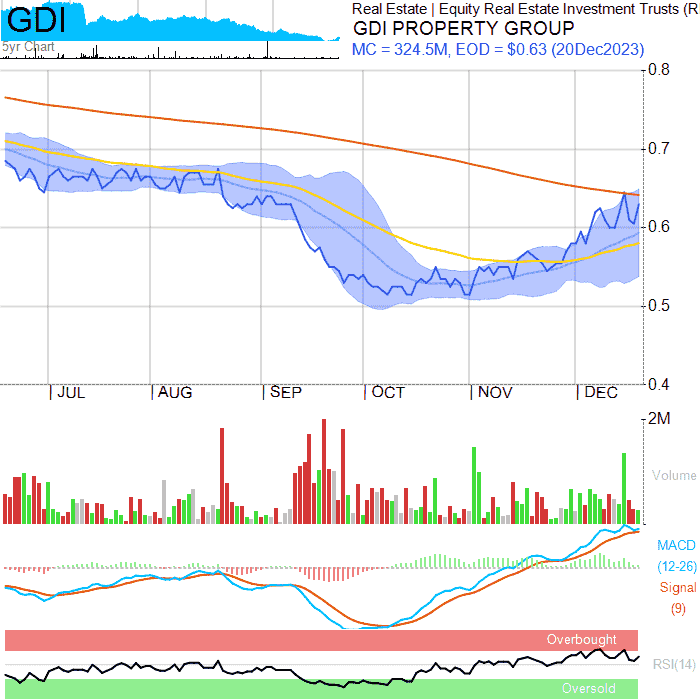 GDI
5yr Chart
Real Estate | Equity Real Estate Investment Trusts (R
GDI PROPERTY GROUP
MC = 324.5M, EOD = $0.63 (20Dec2023)
0.8
0.7
0.6
0.5
0.4
| JUL | AUG | SEP | OCT | NOV | DEC
2M
Volume
MACD
(12-26)
Signal
(9)
Overbought
RSI(14)
Oversold